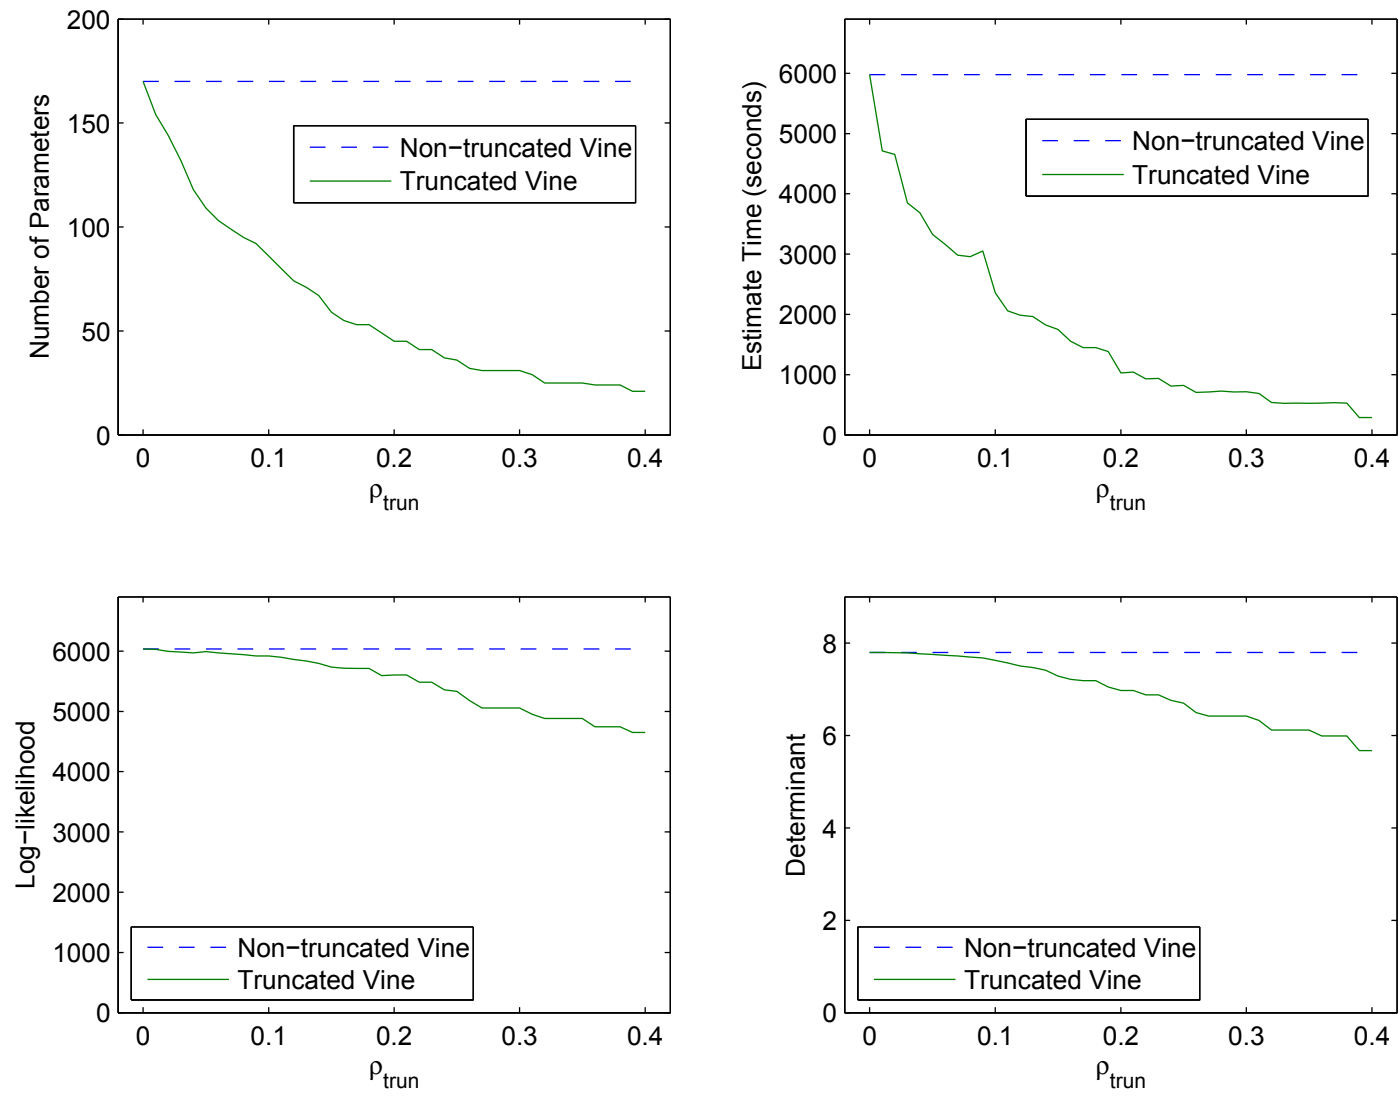 Number of Parameters
200
150
100
50
0
Non−truncated Vine
Truncated Vine
0 0.1 0.2 0.3 0.4
ρtrun
Estimate Time (seconds)
6000
5000
4000
3000
2000
1000
0
Non−truncated Vine
Truncated Vine
0 0.1 0.2 0.3 0.4
ρtrun
Log−likelihood
6000
5000
4000
3000
2000
1000
0
Non−truncated Vine
Truncated Vine
0 0.1 0.2 0.3 0.4
ρtrun
Determinant
8
6
4
2
0
Non−truncated Vine
Truncated Vine
0 0.1 0.2 0.3 0.4
ρtrun